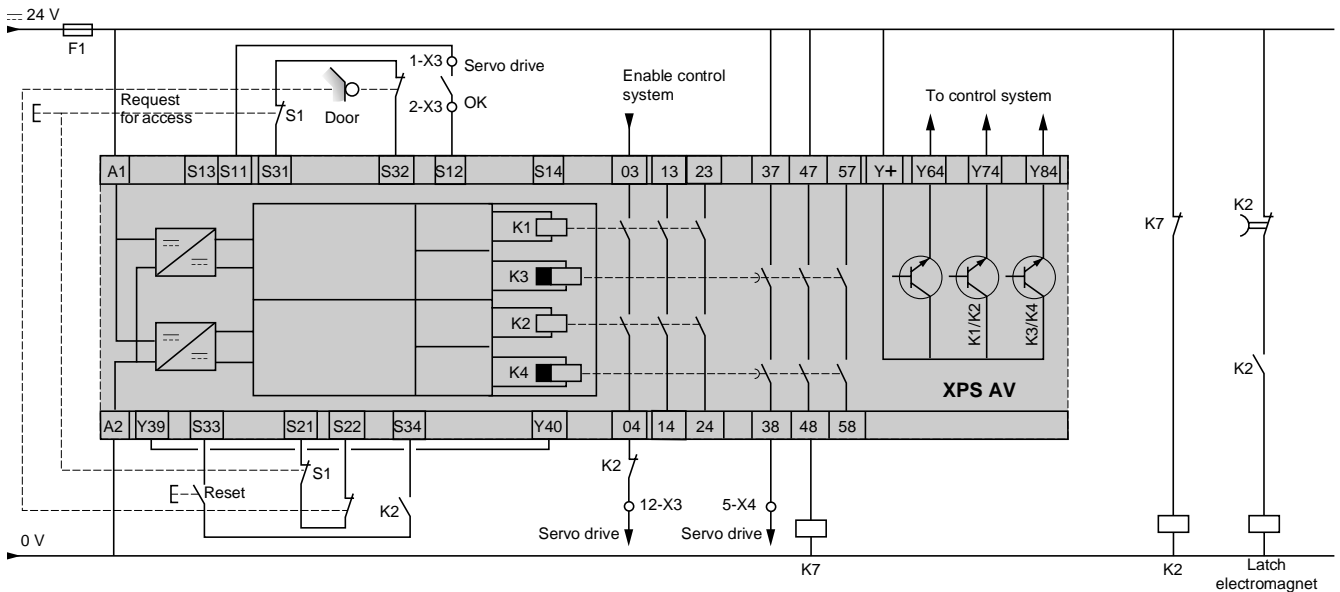 24 V
F1
1-X3 Servo drive
2-X3 OK
Request
for access
S1
Door
Enable control
system
To control system
A1 S13 S11 S31 S32 S12 S14 03 13 23 37 47 57 Y+ Y64 Y74 Y84
K1
K3
K2
K4
K1/K2
K3/K4
XPS AV
K7
K2
K2
A2 Y39 S33 S21 S22 S34 Y40 04 14 24 38 48 58
S1
Reset
K2
K2
12-X3
5-X4
Servo drive
Servo drive
0 V
K7
K2
Latch
electromagnet